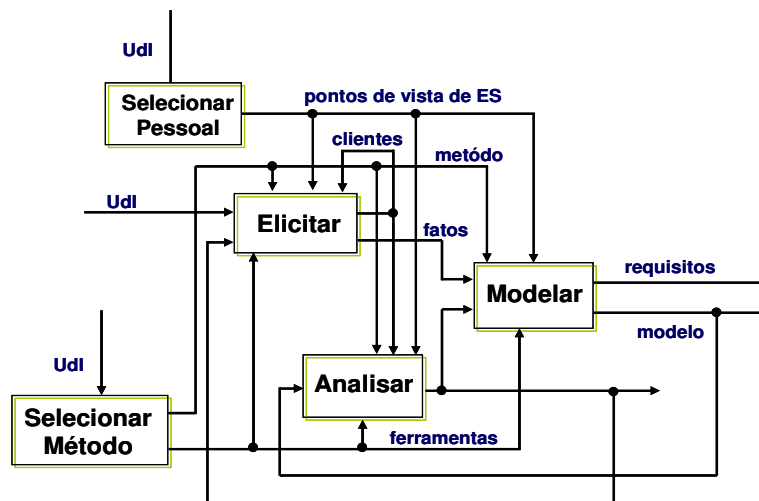 UdI
Selecionar
Pessoal
pontos de vista de ES
clientes
metódo
UdI
Elicitar
fatos
requisitos
Modelar
modelo
UdI
Analisar
Selecionar
Método
ferramentas